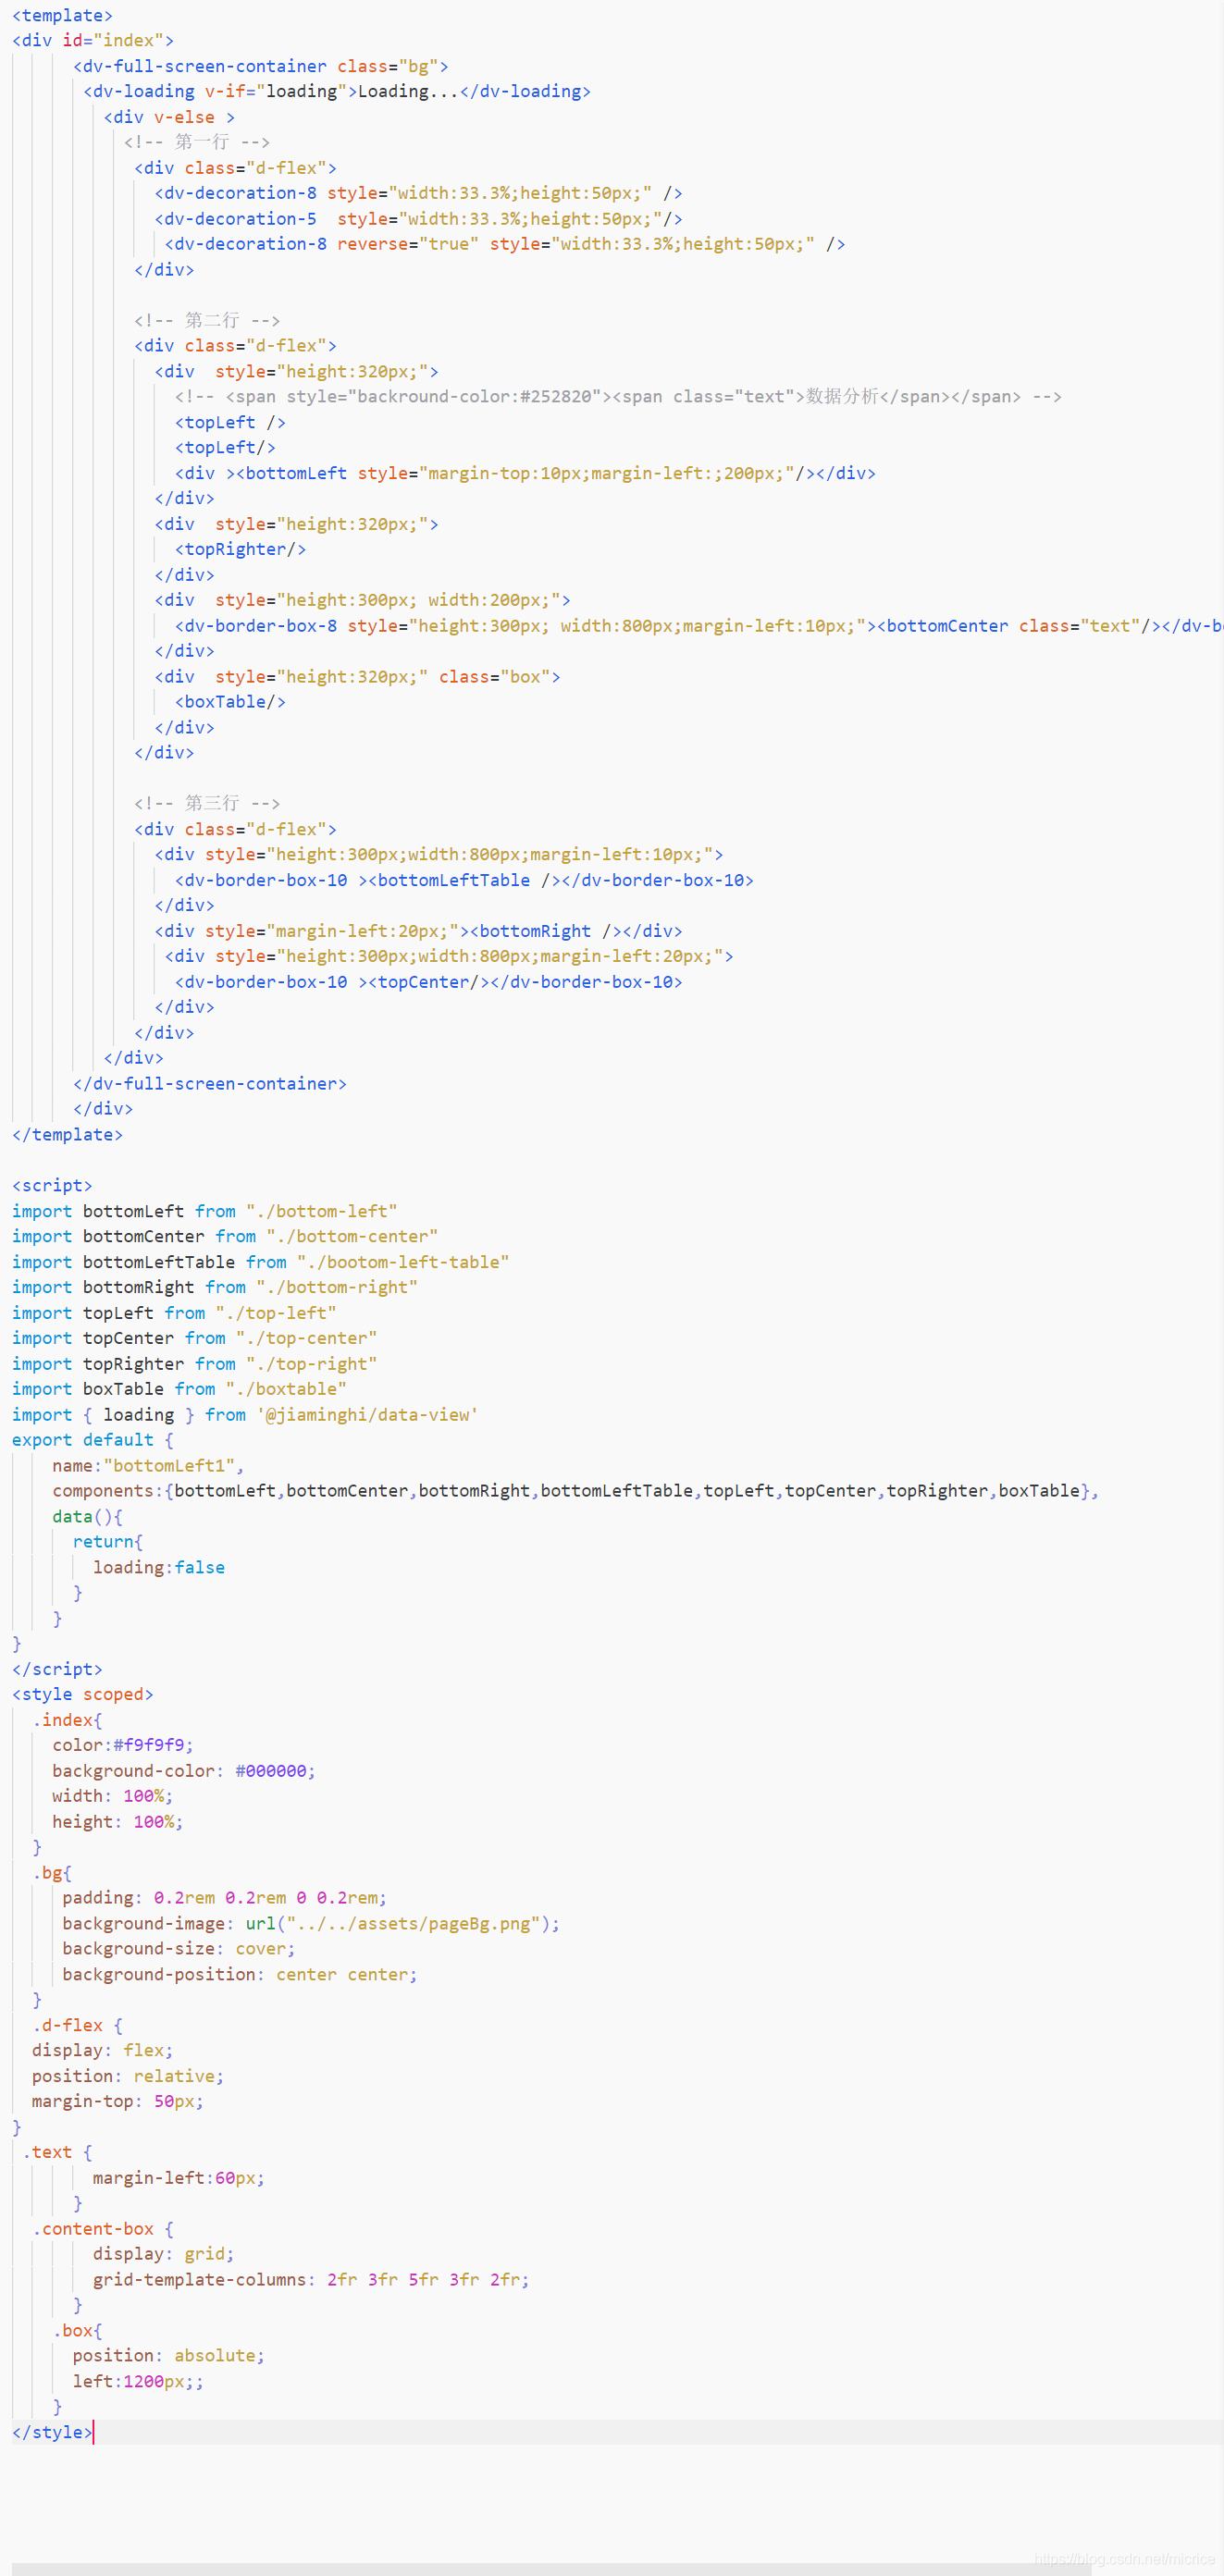 <template>
<div id="index">
<dv-full-screen-container class="bg">
<dv-loading v-if="loading">Loading...</dv-loading>
<div v-else >
<!-- 第一行 -->
<div class="d-flex">
<dv-decoration-8 style="width:33.3%;height:50px;" />
<dv-decoration-5  style="width:33.3%;height:50px;"/>
<dv-decoration-8 reverse="true" style="width:33.3%;height:50px;" />
</div>
<!-- 第二行 -->
<div class="d-flex">
<div  style="height:320px;">
<!-- <span style="backround-color:#252820"><span class="text">数据分析</span></span> -->
<topLeft />
<topLeft/>
<div ><bottomLeft style="margin-top:10px;margin-left:;200px;"/></div>
</div>
<div  style="height:320px;">
<topRighter/>
</div>
<div  style="height:300px; width:200px;">
<dv-border-box-8 style="height:300px; width:800px;margin-left:10px;"><bottomCenter class="text"/></dv-b
</div>
<div  style="height:320px;" class="box">
<boxTable/>
</div>
</div>
<!-- 第三行 -->
<div class="d-flex">
<div style="height:300px;width:800px;margin-left:10px;">
<dv-border-box-10 ><bottomLeftTable /></dv-border-box-10>
</div>
<div style="margin-left:20px;"><bottomRight /></div>
<div style="height:300px;width:800px;margin-left:20px;">
<dv-border-box-10 ><topCenter/></dv-border-box-10>
</div>
</div>
</div>
</dv-full-screen-container>
</div>
</template>
<script>
import bottomLeft from "./bottom-left"
import bottomCenter from "./bottom-center"
import bottomLeftTable from "./bootom-left-table"
import bottomRight from "./bottom-right"
import topLeft from "./top-left"
import topCenter from "./top-center"
import topRighter from "./top-right"
import boxTable from "./boxtable"
import { loading } from '@jiaminghi/data-view'
export default {
name:"bottomLeft1",
components:{bottomLeft,bottomCenter,bottomRight,bottomLeftTable,topLeft,topCenter,topRighter,boxTable},
data(){
return{
loading:false
}
}
}
</script>
<style scoped>
.index{
color:#f9f9f9;
background-color: #000000;
width: 100%;
height: 100%;
}
.bg{
padding: 0.2rem 0.2rem 0 0.2rem;
background-image: url("../../assets/pageBg.png");
background-size: cover;
background-position: center center;
}
.d-flex {
display: flex;
position: relative;
margin-top: 50px;
}
.text {
margin-left:60px;
}
.content-box {
display: grid;
grid-template-columns: 2fr 3fr 5fr 3fr 2fr;
}
.box{
position: absolute;
left:1200px;;
}
</style>
https://blog.csdn.net/micrice